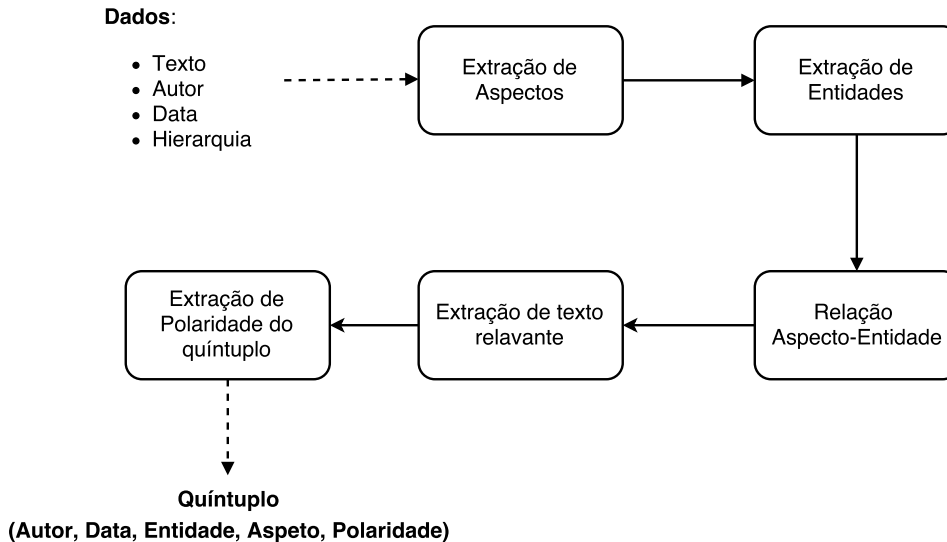 Dados:
• Texto
• Autor
• Data
• Hierarquia
Extração de
Aspectos
Extração de
Entidades
Relação
Aspecto-Entidade
Extração de texto
relavante
Extração de
Polaridade do
quíntuplo
Quíntuplo
(Autor, Data, Entidade, Aspeto, Polaridade)